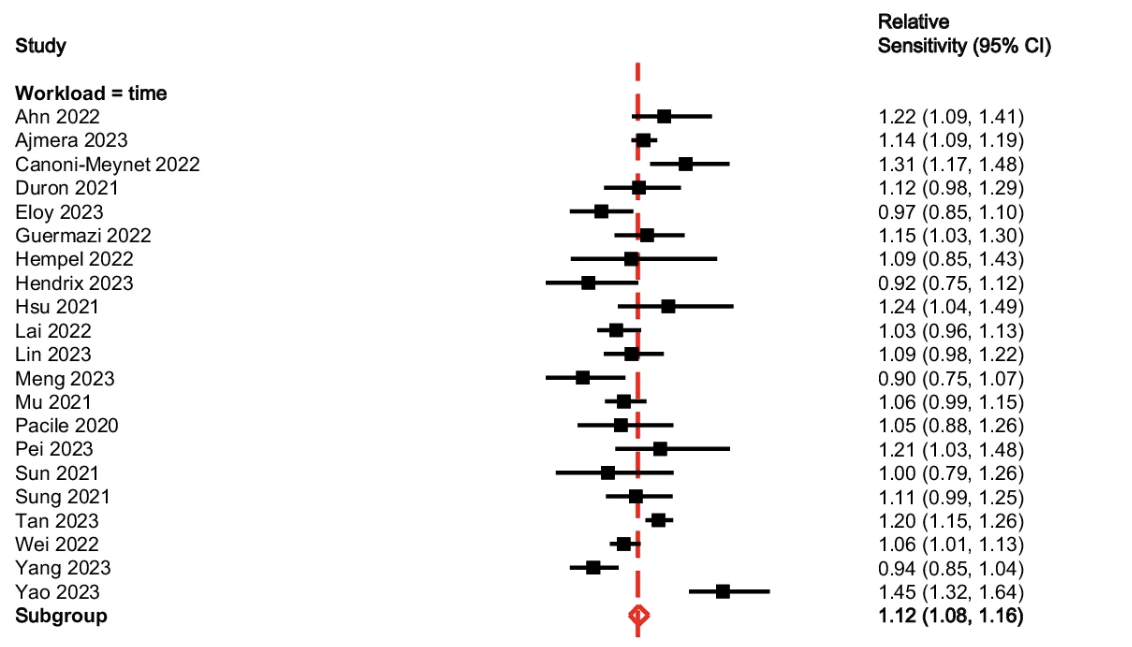 Relative
Study Sensitivity (95% CI)
Workload = time
Ahn 2022 1.22 (1.09, 1.41)
Ajmera 2023 1.14 (1.09, 1.19)
Canoni-Meynet 2022 1.31 (1.17, 1.48)
Duron 2021 1.12 (0.98, 1.29)
Eloy 2023 0.97 (0.85, 1.10)
Guermazi 2022 1.15 (1.03, 1.30)
Hempel 2022 1.09 (0.85, 1.43)
Hendrix 2023 0.92 (0.75, 1.12)
Hsu 2021 1.24 (1.04, 1.49)
Lai 2022 1.03 (0.96, 1.13)
Lin 2023 1.09 (0.98, 1.22)
Meng 2023 0.90 (0.75, 1.07)
Mu 2021 1.06 (0.99, 1.15)
Pacile 2020 1.05 (0.88, 1.26)
Pei 2023 1.21 (1.03, 1.48)
Sun 2021 1.00 (0.79, 1.26)
Sung 2021 1.11 (0.99, 1.25)
Tan 2023 1.20 (1.15, 1.26)
Wei 2022 1.06 (1.01, 1.13)
Yang 2023 0.94 (0.85, 1.04)
Yao 2023 1.45 (1.32, 1.64)
Subgroup 1.12 (1.08, 1.16)